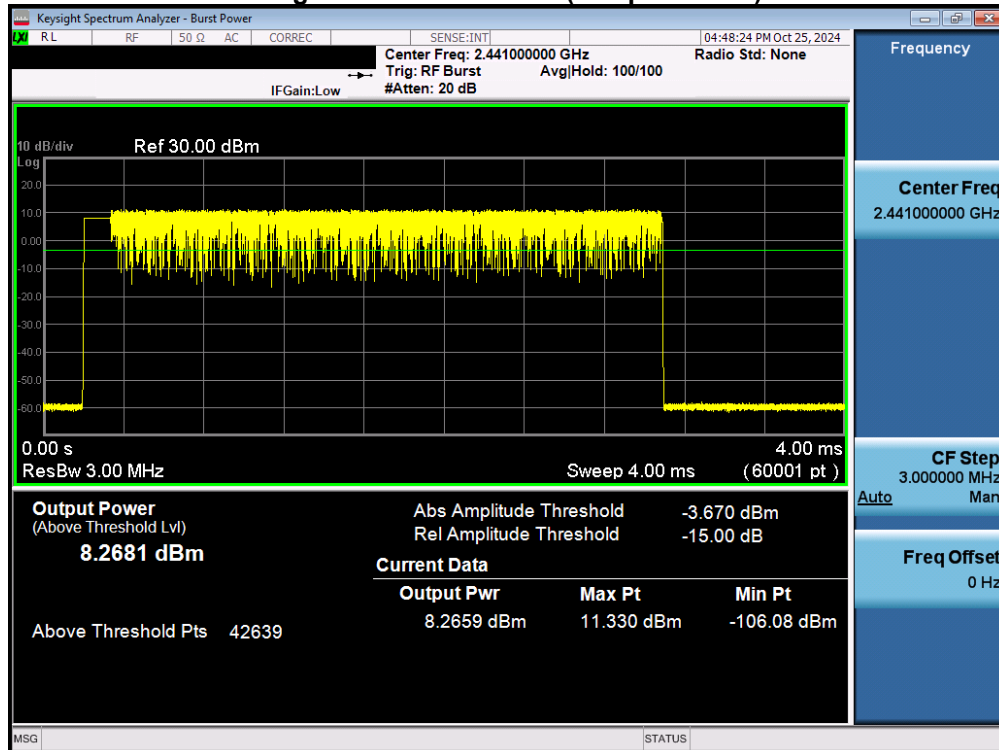 Keysight Spectrum Analyzer - Burst Power
LXI RL RF 50 Ω AC CORREC SENSE:INT 04:48:24 PM Oct 25, 2024
Center Freq: 2.441000000 GHz Radio Std: None
Trig: RF Burst Avg|Hold: 100/100
IFGain:Low #Atten: 20 dB
Frequency
10 dB/div Ref 30.00 dBm
Log
20.0
10.0
0.00
-10.0
-20.0
-30.0
-40.0
-50.0
-60.0
0.00 s 4.00 ms
ResBw 3.00 MHz Sweep 4.00 ms (60001 pt)
Center Freq
2.441000000 GHz
CF Step
3.000000 MHz
Auto Man
Freq Offset
0 Hz
Output Power
(Above Threshold Lvl)
8.2681 dBm
Above Threshold Pts 42639
Abs Amplitude Threshold -3.670 dBm
Rel Amplitude Threshold -15.00 dB
Current Data
Output Pwr Max Pt Min Pt
8.2659 dBm 11.330 dBm -106.08 dBm
MSG STATUS